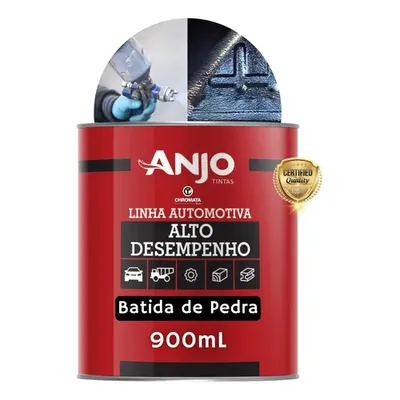 ANJO
TINTAS
CHROMATA
LINHA AUTOMOTIVA
ALTO
DESEMPENHO
CERTIFIED
Quality
Batida de Pedra
900mL